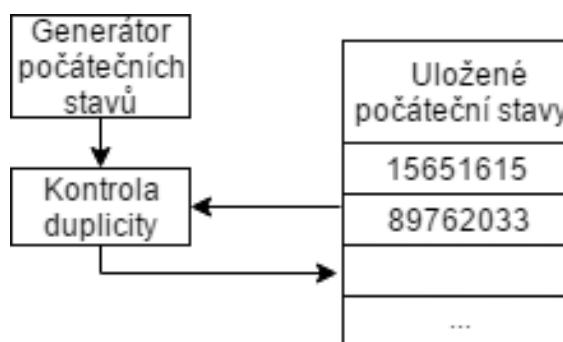 Generátor
počátečních
stavů
Kontrola
duplicity
Uložené
počáteční stavy
15651615
89762033
...